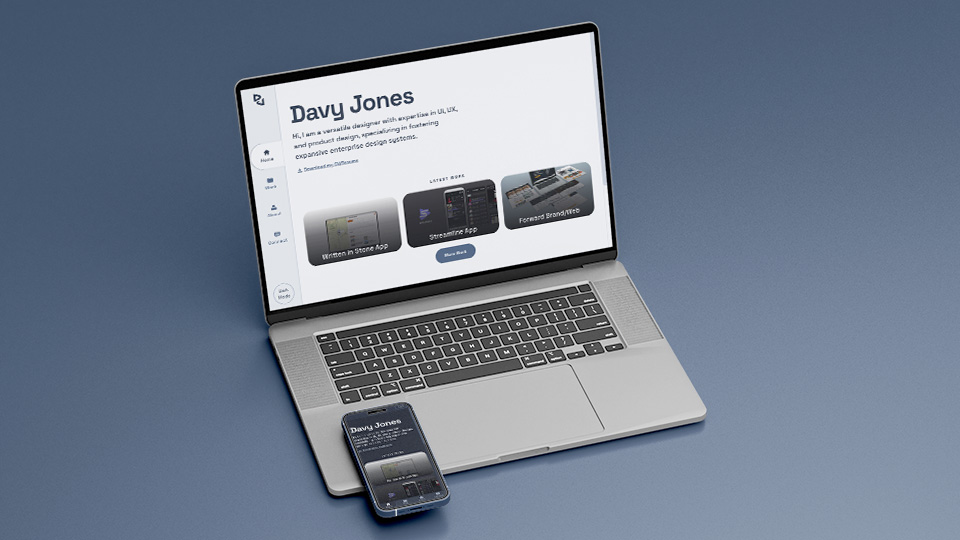 Davy Jones
Hi, I am a versatile designer with expertise in UI, UX,
and product design, specializing in fostering
expansive enterprise design systems.
Home
Work
About
Contact
LATEST WORK
Written in Stone App
Streamline App
Forward Brand/Web
More Work
Dark
Mode
Q W E R T Y U I O P
A S D F G H J K L
Z X C V B N M
Davy Jones